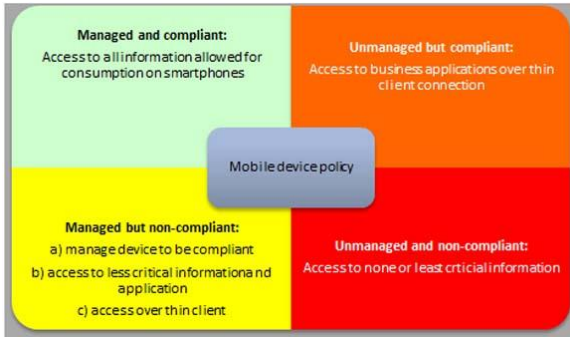 Managed and compliant:
Access to all information allowed for
consumption on smartphones
Unmanaged but compliant:
Access to business applications over thin
client connection
Mobile device policy
Managed but non-compliant:
a) manage device to be compliant
b) access to less critical informationand
application
c) access over thin client
Unmanaged and non-compliant:
Access to none or least crticial information